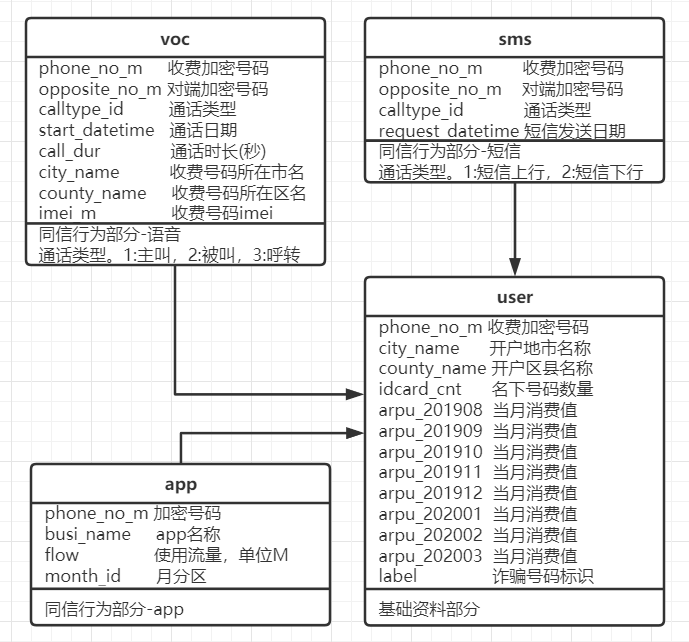 voc
phone_no_m 收费加密号码
opposite_no_m 对端加密号码
calltype_id 通话类型
start_datetime 通话日期
call_dur 通话时长(秒)
city_name 收费号码所在市名
county_name 收费号码所在区名
imei_m 收费号码imei
同信行为部分-语音
通话类型。1:主叫，2:被叫，3:呼转
sms
phone_no_m 收费加密号码
opposite_no_m 对端加密号码
calltype_id 通话类型
request_datetime 短信发送日期
同信行为部分-短信
通话类型。1:短信上行，2:短信下行
user
phone_no_m 收费加密号码
city_name 开户地市名称
county_name 开户区县名称
idcard_cnt 名下号码数量
arpu_201908 当月消费值
arpu_201909 当月消费值
arpu_201910 当月消费值
arpu_201911 当月消费值
arpu_201912 当月消费值
arpu_202001 当月消费值
arpu_202002 当月消费值
arpu_202003 当月消费值
label 诈骗号码标识
基础资料部分
app
phone_no_m 加密号码
busi_name app名称
flow 使用流量，单位M
month_id 月分区
同信行为部分-app